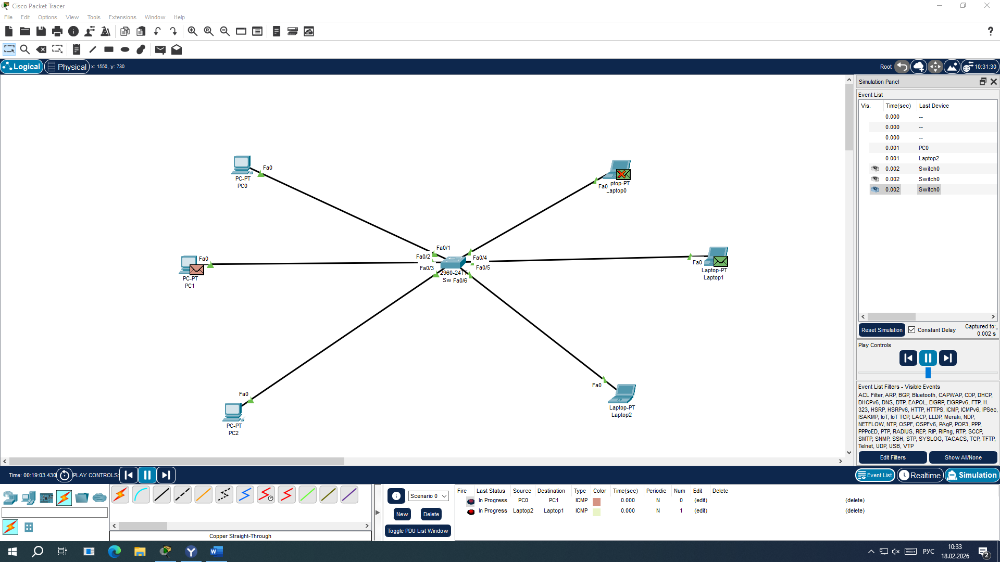 Cisco Packet Tracer
File Edit Options View Tools Extensions Window Help
Logical Physical x: 1550, y: 730 Root 10:31:30
Simulation Panel
Event List
Vis. Time(sec) Last Device
0.000 --
0.000 --
0.000 --
0.001 PC0
0.001 Laptop2
0.002 Switch0
0.002 Switch0
0.002 Switch0
Reset Simulation Constant Delay Captured to:
0.002 s
Play Controls
Event List Filters - Visible Events
ACL Filter, ARP, BGP, Bluetooth, CAPWAP, CDP, DHCP,
DHCPv6, DNS, DTP, EAPOL, EIGRP, EIGRPv6, FTP, H.
323, HSRP, HSRPv6, HTTP, HTTPS, ICMP, ICMPv6, IPSec,
ISAKMP, IoT, IoT TCP, LACP, LLDP, Meraki, NDP,
NETFLOW, NTP, OSPF, OSPFv6, PAgP, POP3, PPP,
PPPoED, PTP, RADIUS, REP, RIP, RIPng, RTP, SCCP,
SMTP, SNMP, SSH, STP, SYSLOG, TACACS, TCP, TFTP,
Telnet, UDP, USB, VTP
Edit Filters Show All/None
Fa0
PC-PT
PC0
Fa0
ptop-PT
Laptop0
Fa0
PC-PT
PC1
Fa0/1
Fa0/2
Fa0/3
Fa0/4
Fa0/5
2960-24TT
Sw Fa0/6
Fa0
Laptop-PT
Laptop1
Fa0
PC-PT
PC2
Fa0
Laptop-PT
Laptop2
Time: 00:19:03.430 PLAY CONTROLS: Event List Realtime Simulation
Copper Straight-Through
Scenario 0
New Delete
Toggle PDU List Window
Fire Last Status Source Destination Type Color Time(sec) Periodic Num Edit Delete
In Progress PC0 PC1 ICMP 0.000 N 0 (edit) (delete)
In Progress Laptop2 Laptop1 ICMP 0.000 N 1 (edit) (delete)
РУС
10:33
18.02.2026
2